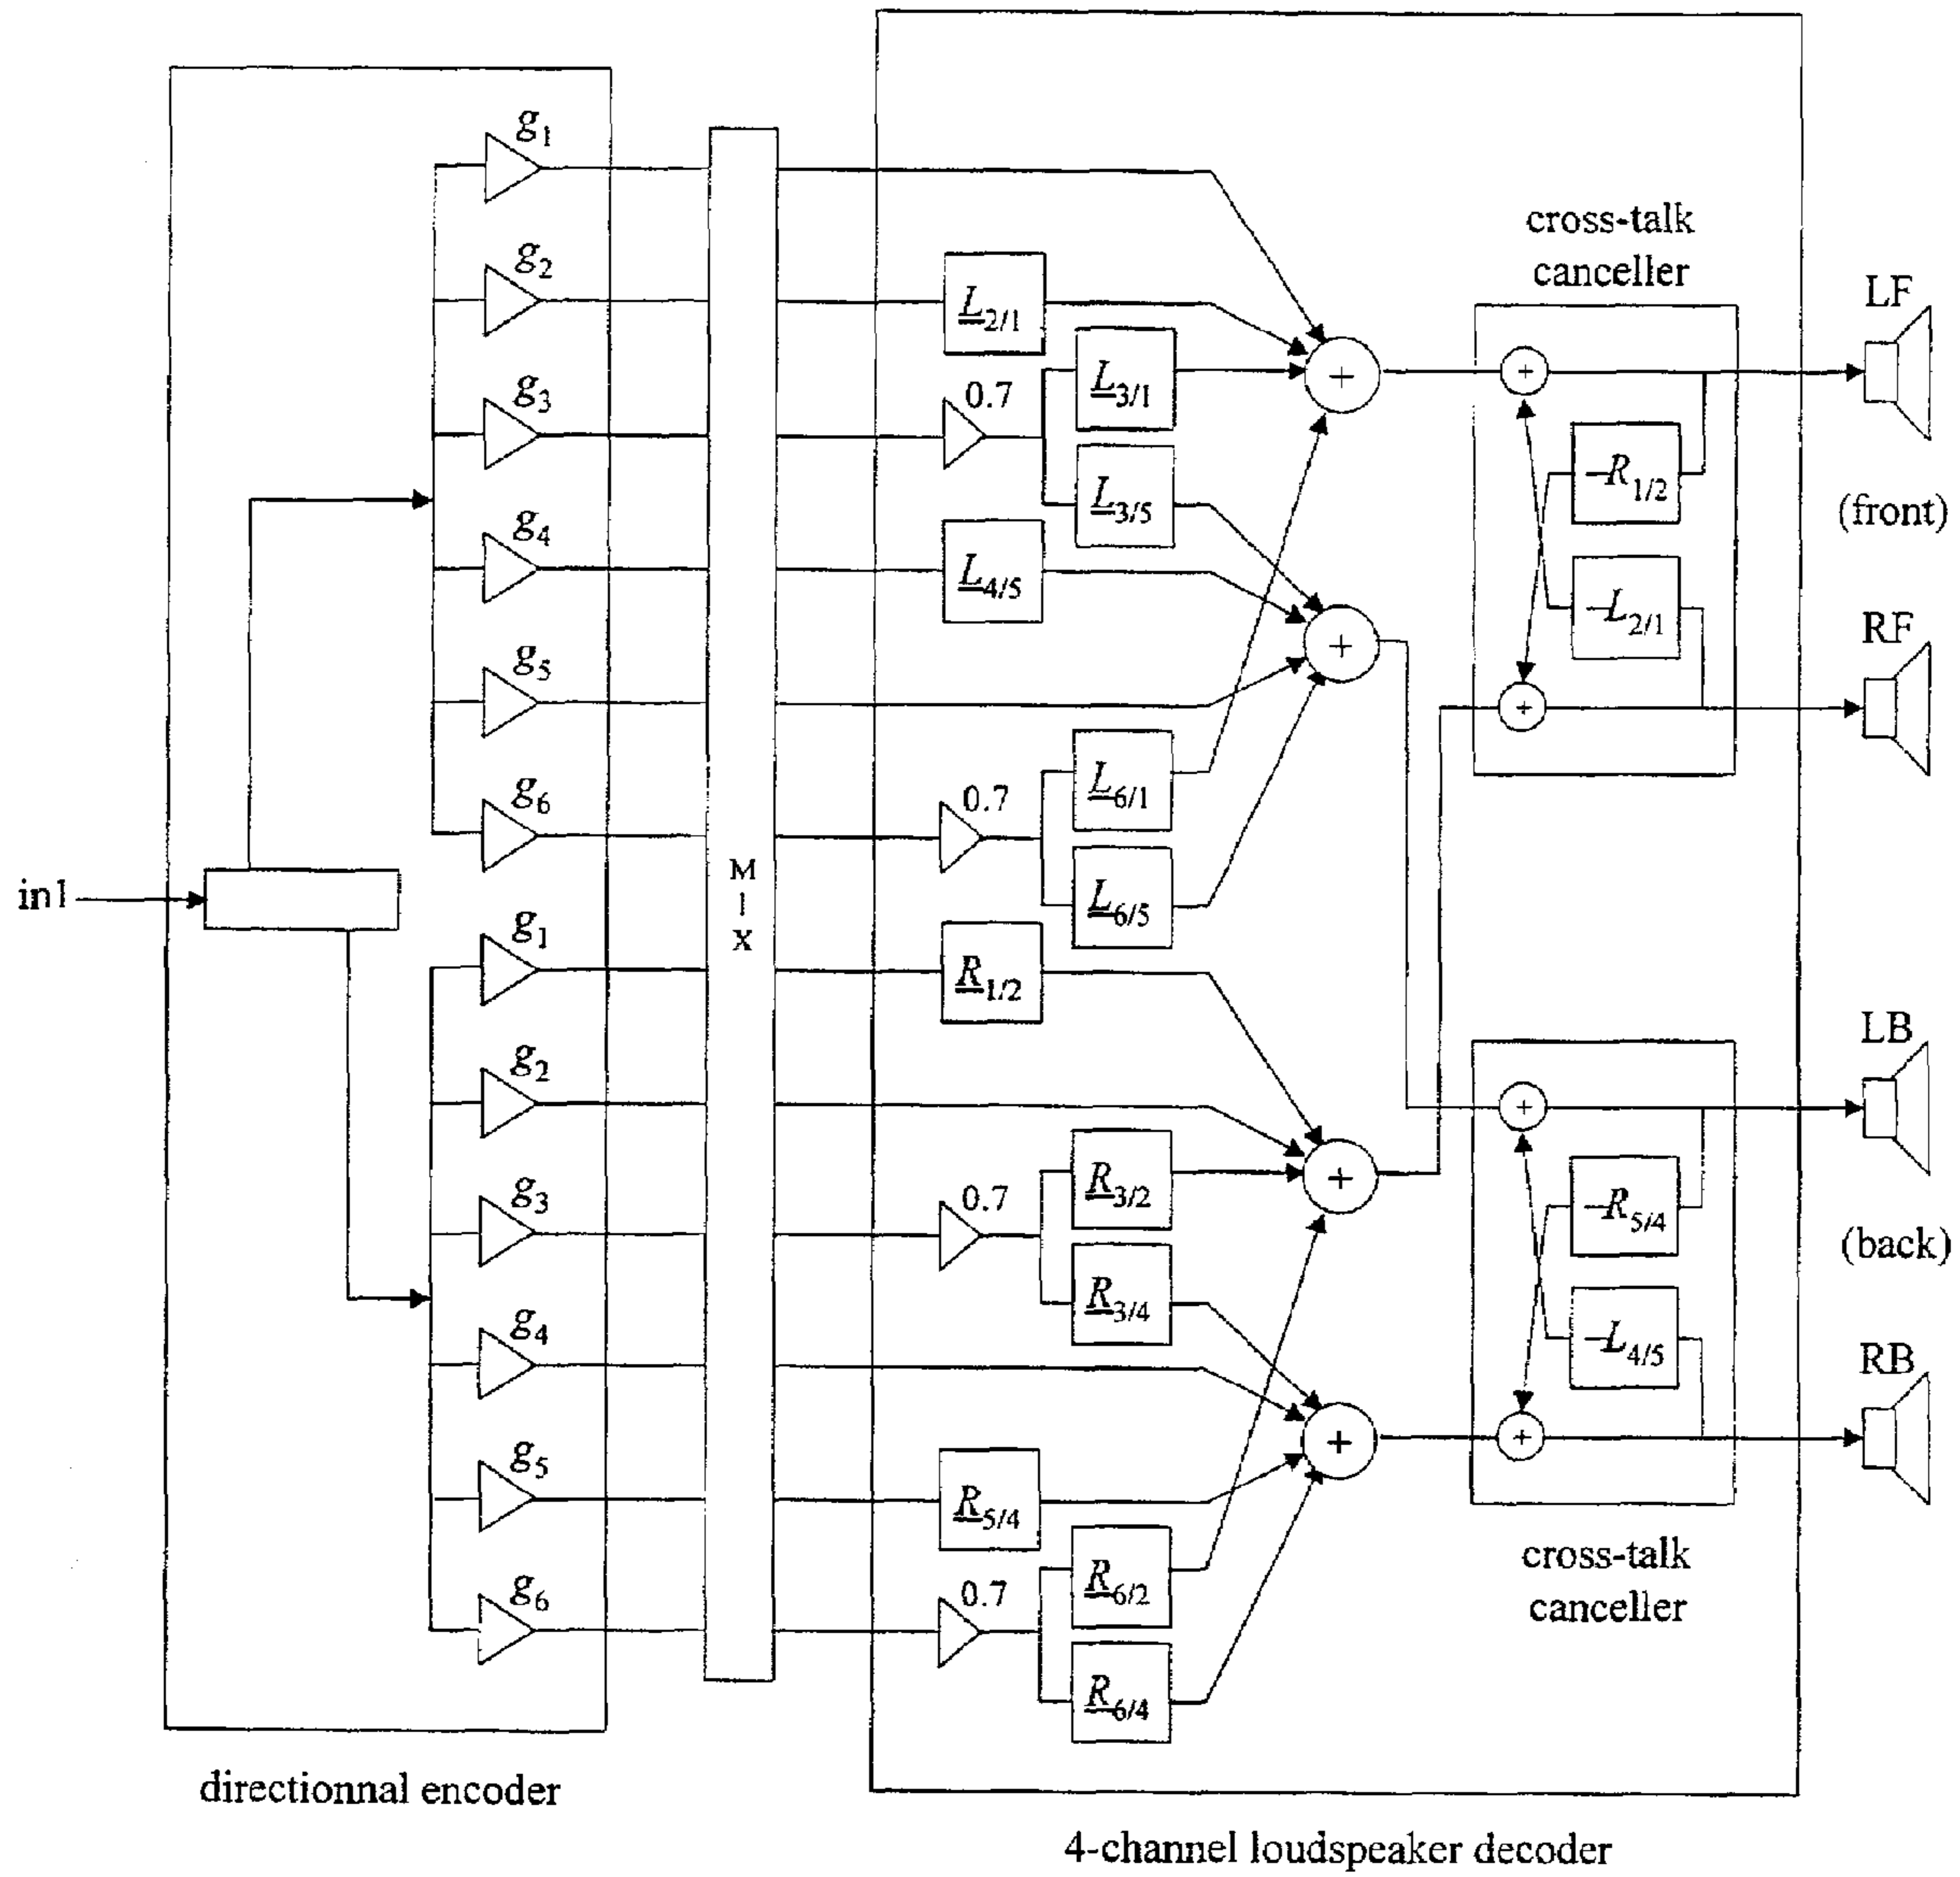 g1
g2
g3
g4
g5
g6
in1
g1
g2
g3
g4
g5
g6
directionnal encoder
M
I
X
L2/1
0.7
L3/1
L3/5
L4/5
0.7
L6/1
L6/5
R1/2
0.7
R3/2
R3/4
R5/4
0.7
R6/2
R6/4
+
+
+
+
cross-talk
canceller
+
-R1/2
-L2/1
+
LF
(front)
RF
+
-R5/4
-L4/5
+
LB
(back)
RB
cross-talk
canceller
4-channel loudspeaker decoder